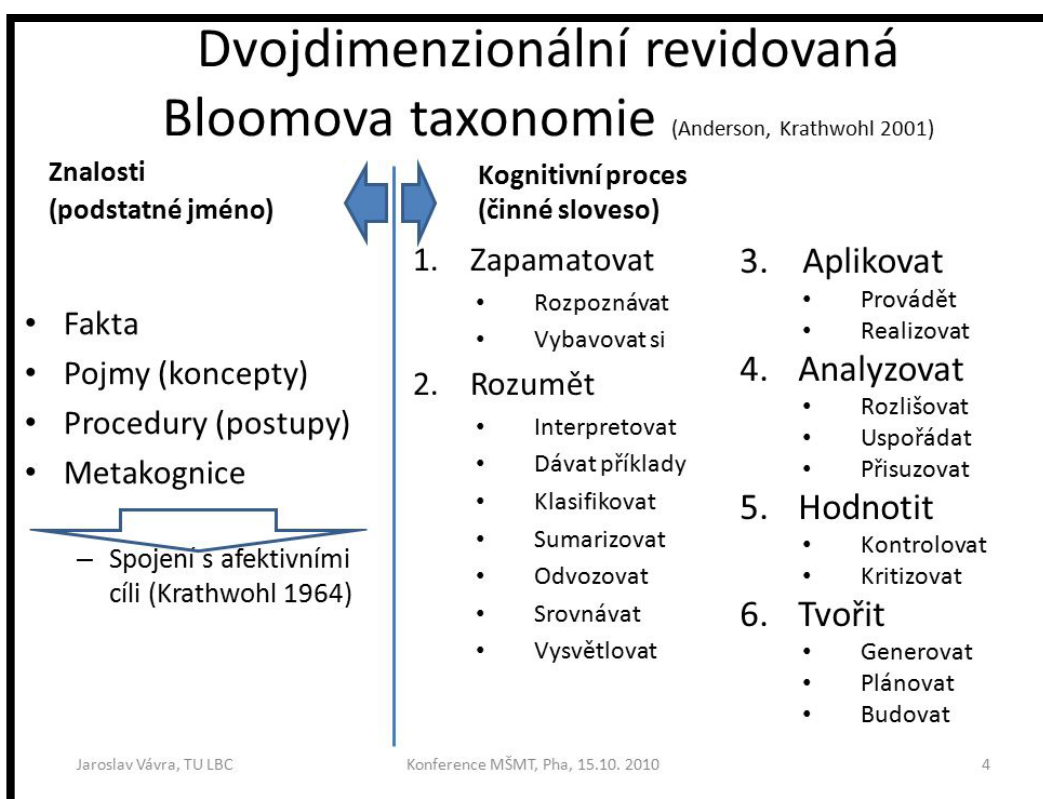 Dvojdimenzionální revidovaná
Bloomova taxonomie (Anderson, Krathwohl 2001)
Znalosti
(podstatné jméno)
• Fakta
• Pojmy (koncepty)
• Procedury (postupy)
• Metakognice
– Spojení s afektivními
cíli (Krathwohl 1964)
Kognitivní proces
(činné sloveso)
1. Zapamatovat
• Rozpoznávat
• Vybavovat si
2. Rozumět
• Interpretovat
• Dávat příklady
• Klasifikovat
• Sumarizovat
• Odvozovat
• Srovnávat
• Vysvětlovat
3. Aplikovat
• Provádět
• Realizovat
4. Analyzovat
• Rozlišovat
• Uspořádat
• Přisuzovat
5. Hodnotit
• Kontrolovat
• Kritizovat
6. Tvořit
• Generovat
• Plánovat
• Budovat
Jaroslav Vávra, TU LBC
Konference MŠMT, Pha, 15.10. 2010
4